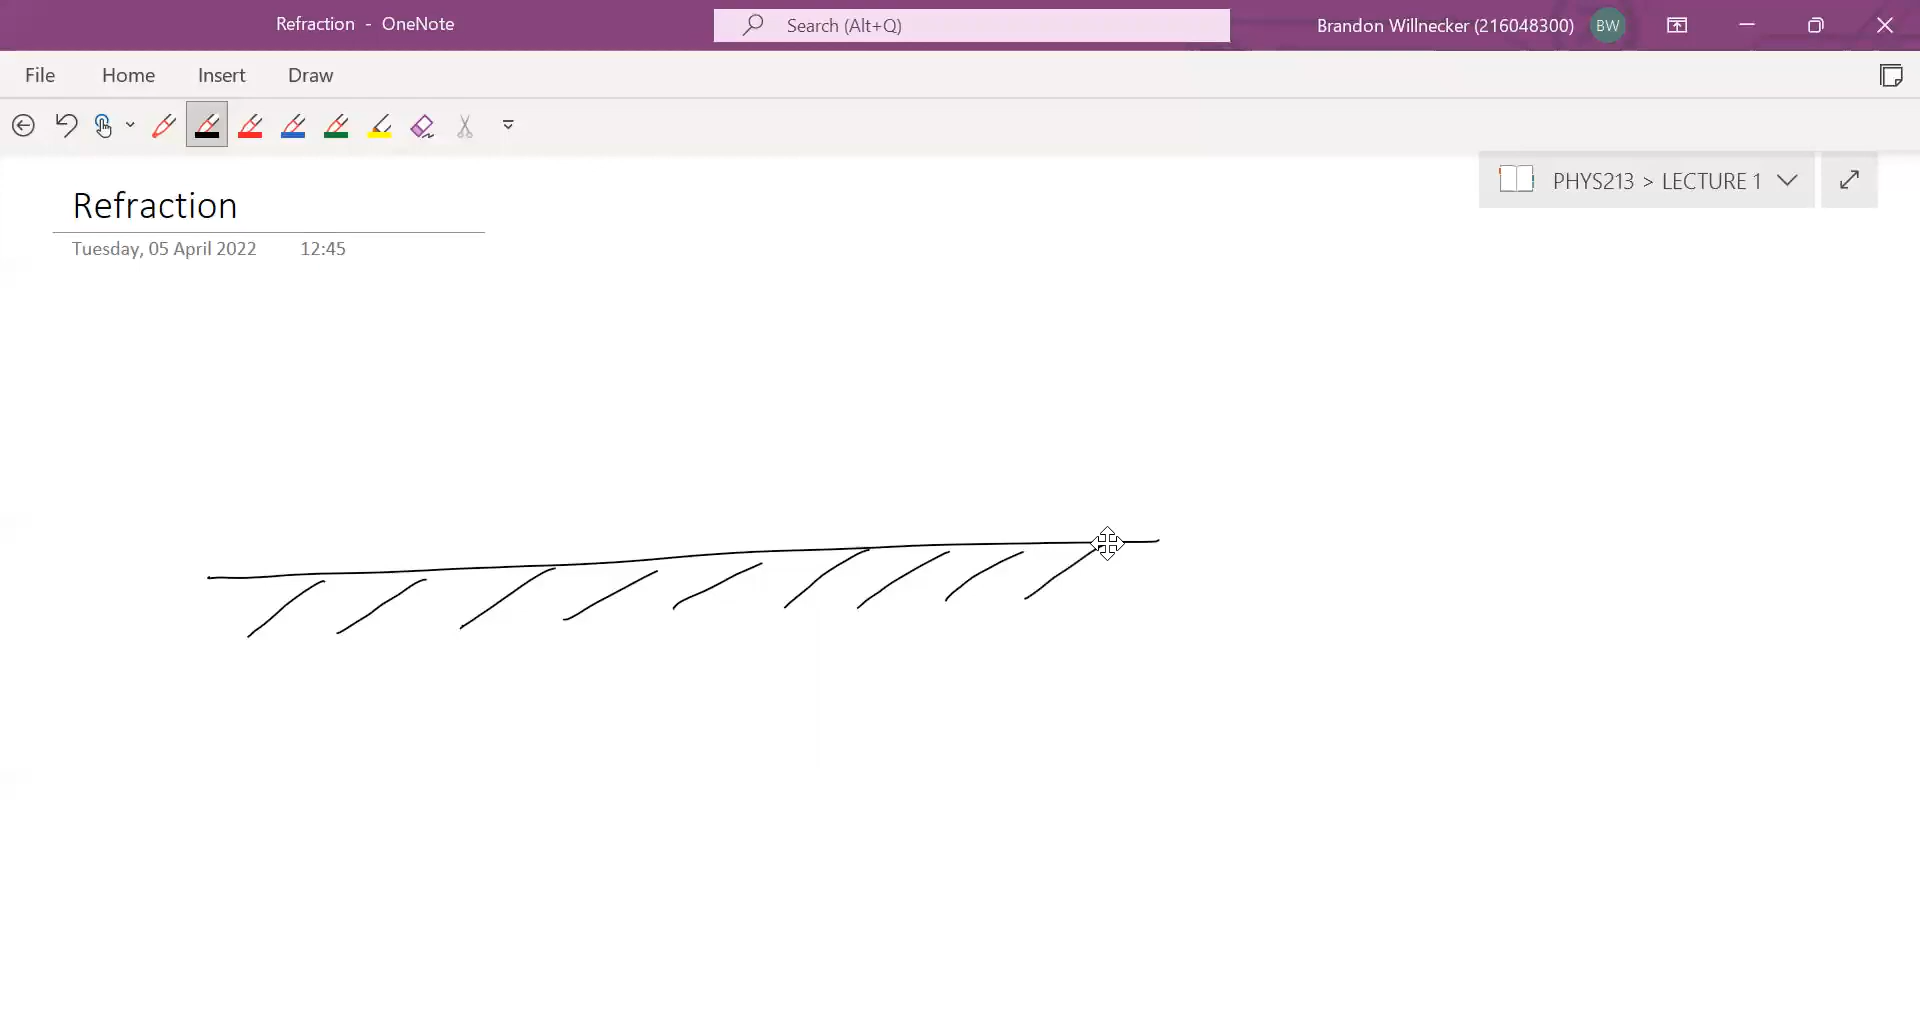 Refraction - OneNote
Search (Alt+Q)
Brandon Willnecker (216048300)
BW
File
Home
Insert
Draw
PHYS213 > LECTURE 1
Refraction
Tuesday, 05 April 2022
12:45